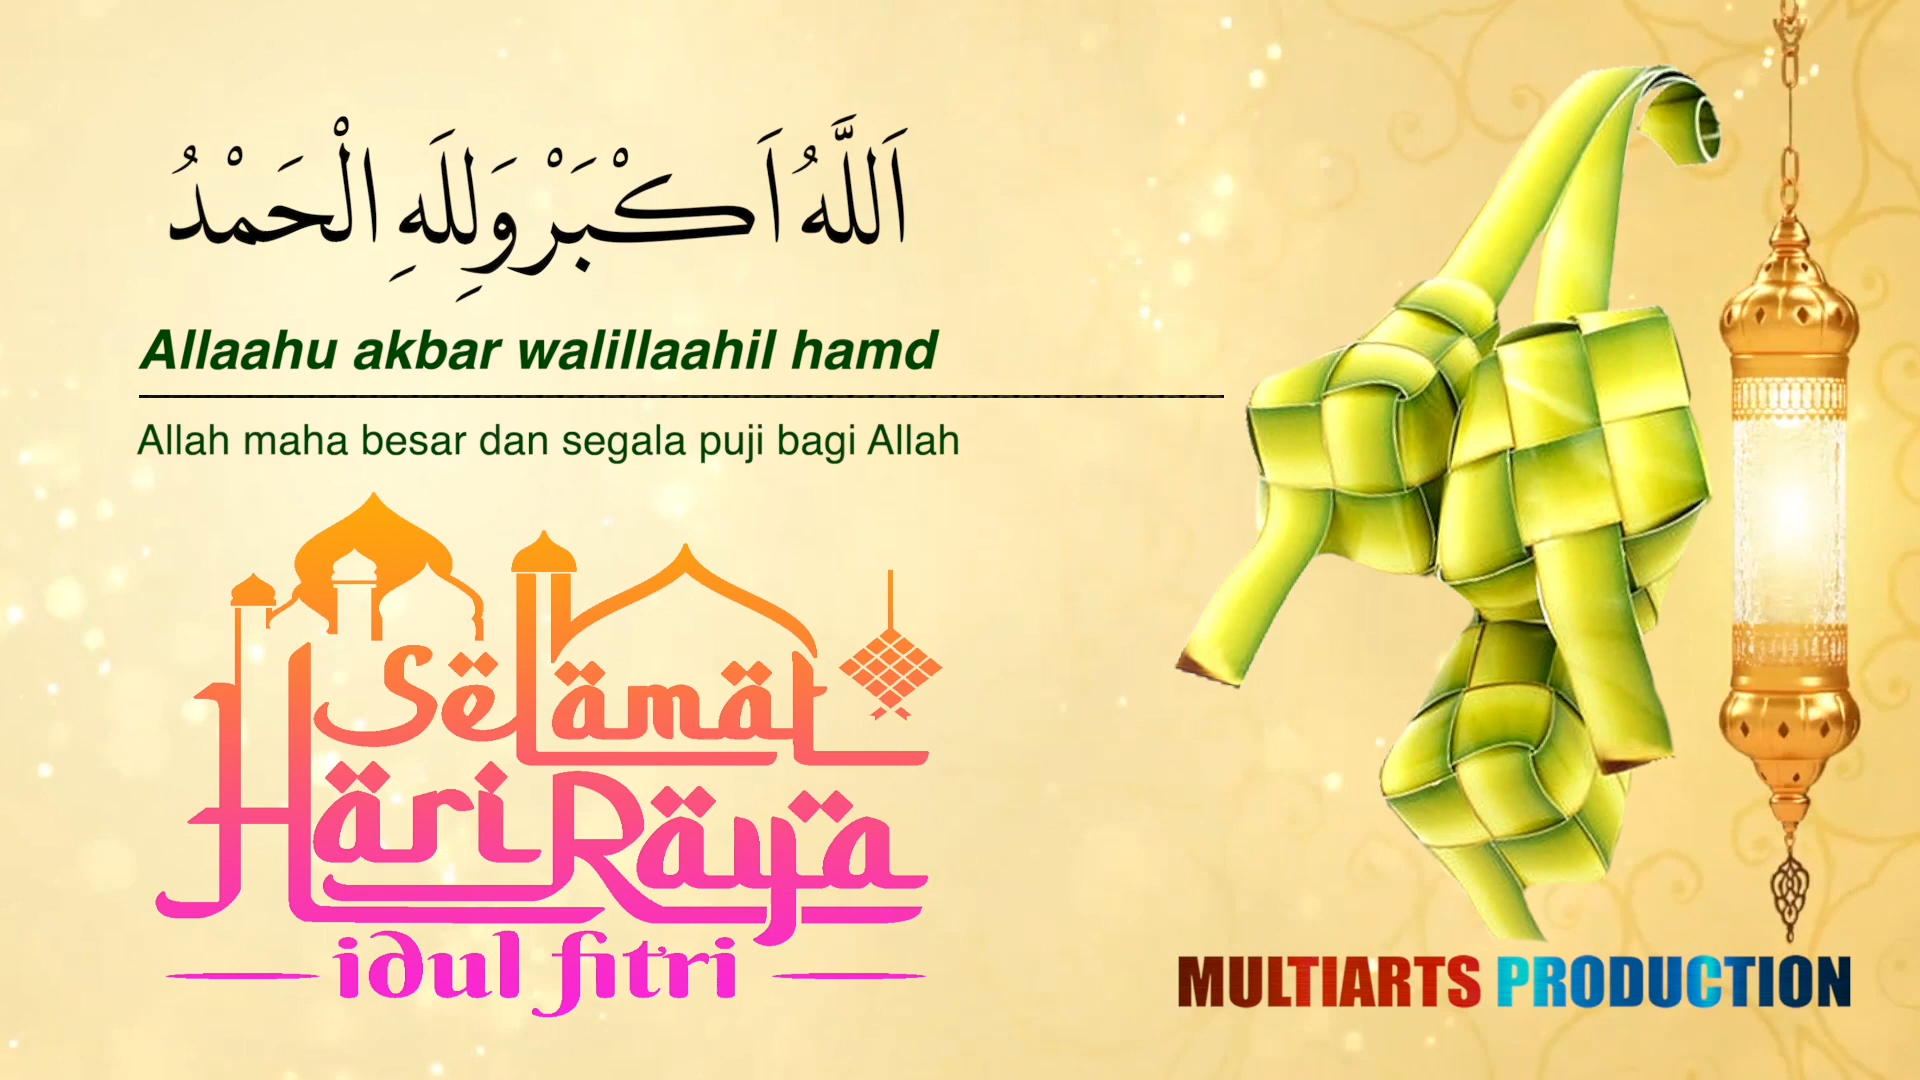 اَللَّهُ اَكْبَرْ وَلِلَهِ الْحَمْدُ
Allaahu akbar walillaahil hamd
Allah maha besar dan segala puji bagi Allah
Selamat
Hari Raya
idul fitri
MULTIARTS PRODUCTION